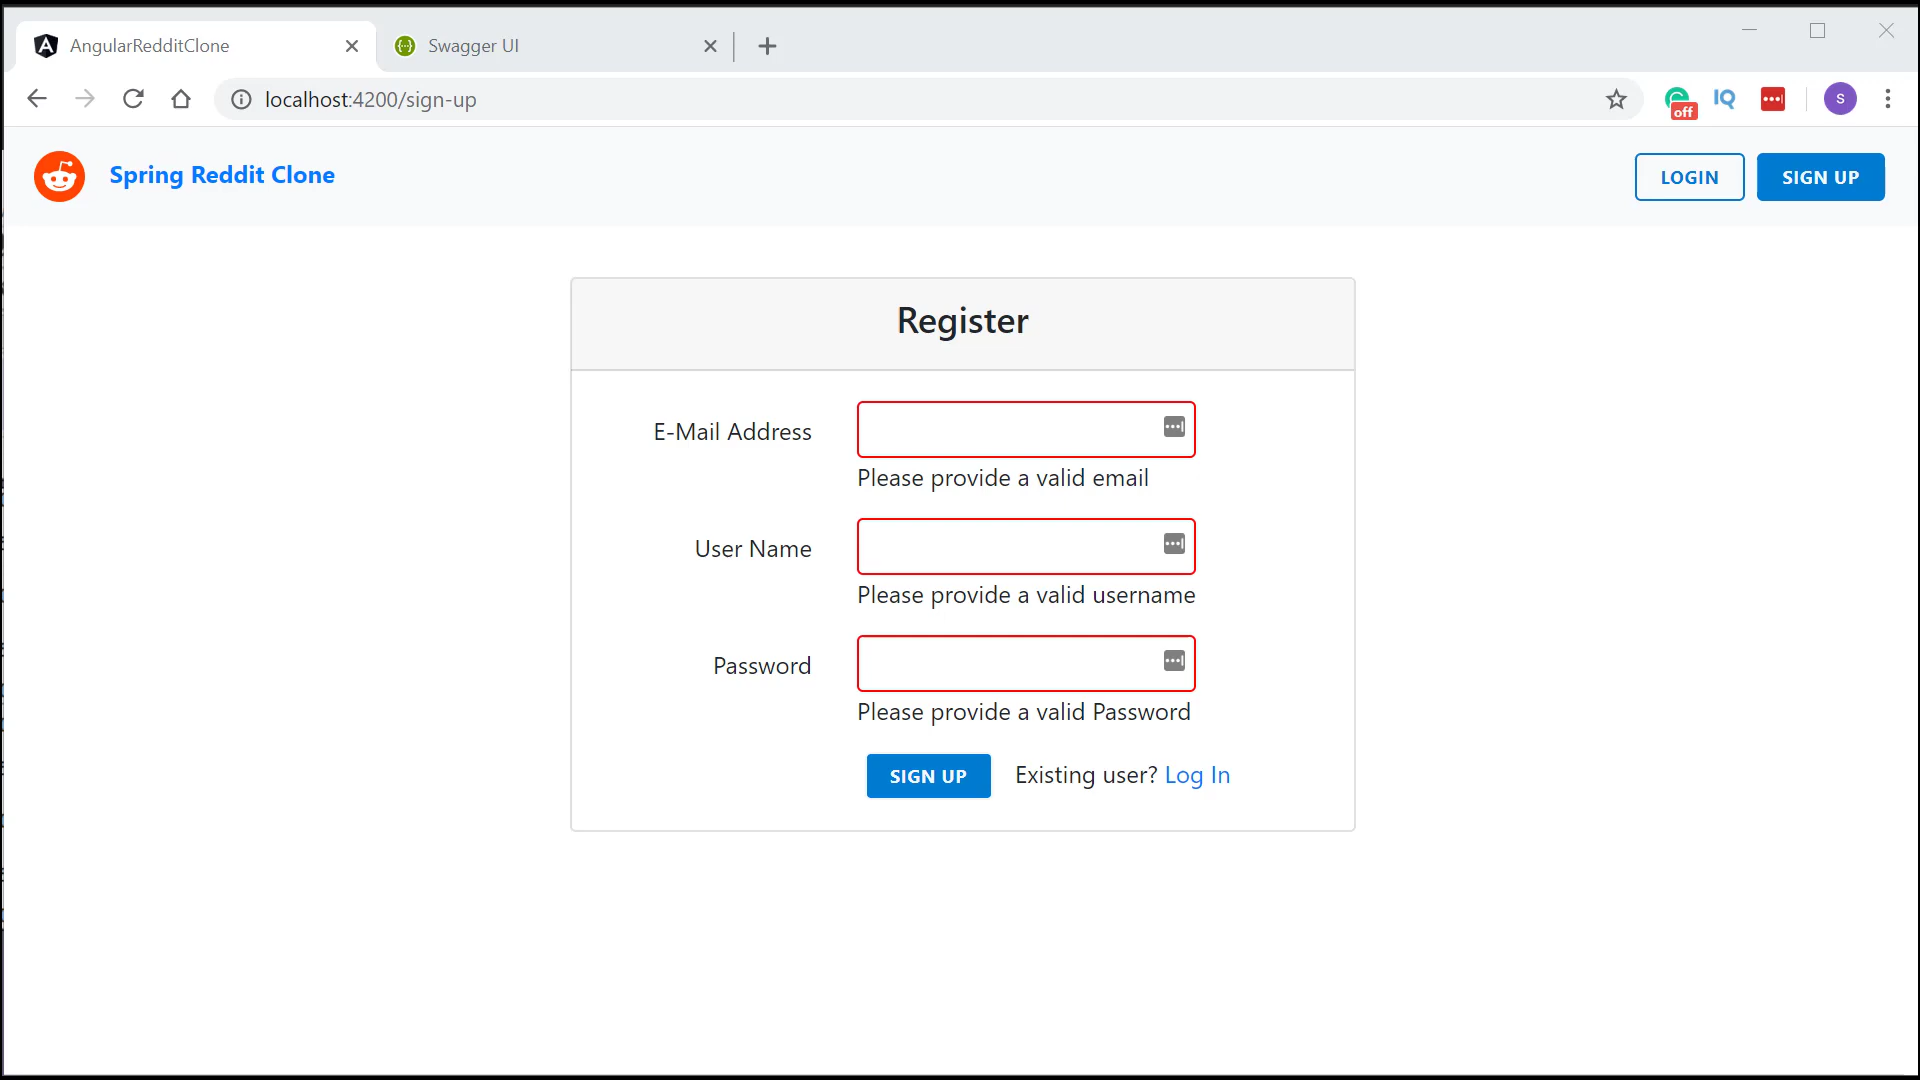 AngularRedditClone
Swagger UI
localhost:4200/sign-up
off
IQ
S
Spring Reddit Clone
LOGIN
SIGN UP
Register
E-Mail Address
Please provide a valid email
User Name
Please provide a valid username
Password
Please provide a valid Password
SIGN UP
Existing user? Log In